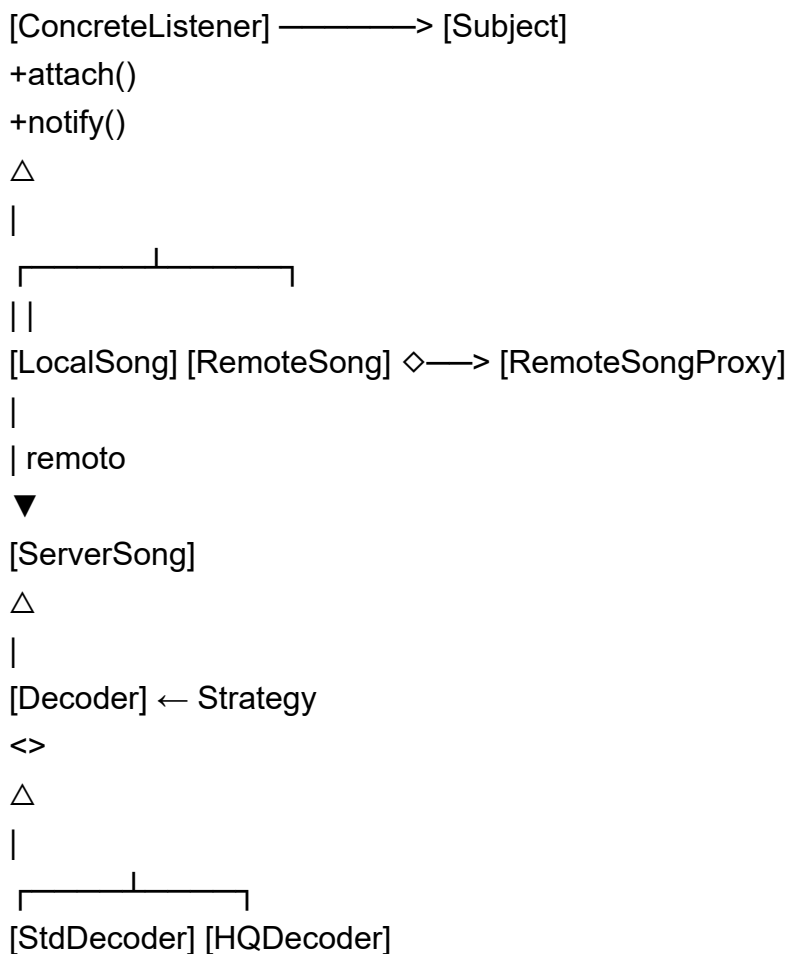 [ConcreteListener] ─────────> [Subject]
+attach()
+notify()
△
|
┌────────┴────────┐
| |
[LocalSong] [RemoteSong] ◇──> [RemoteSongProxy]
|
| remoto
▼
[ServerSong]
△
|
[Decoder] ← Strategy
<>
△
|
┌───────┴───────┐
[StdDecoder] [HQDecoder]